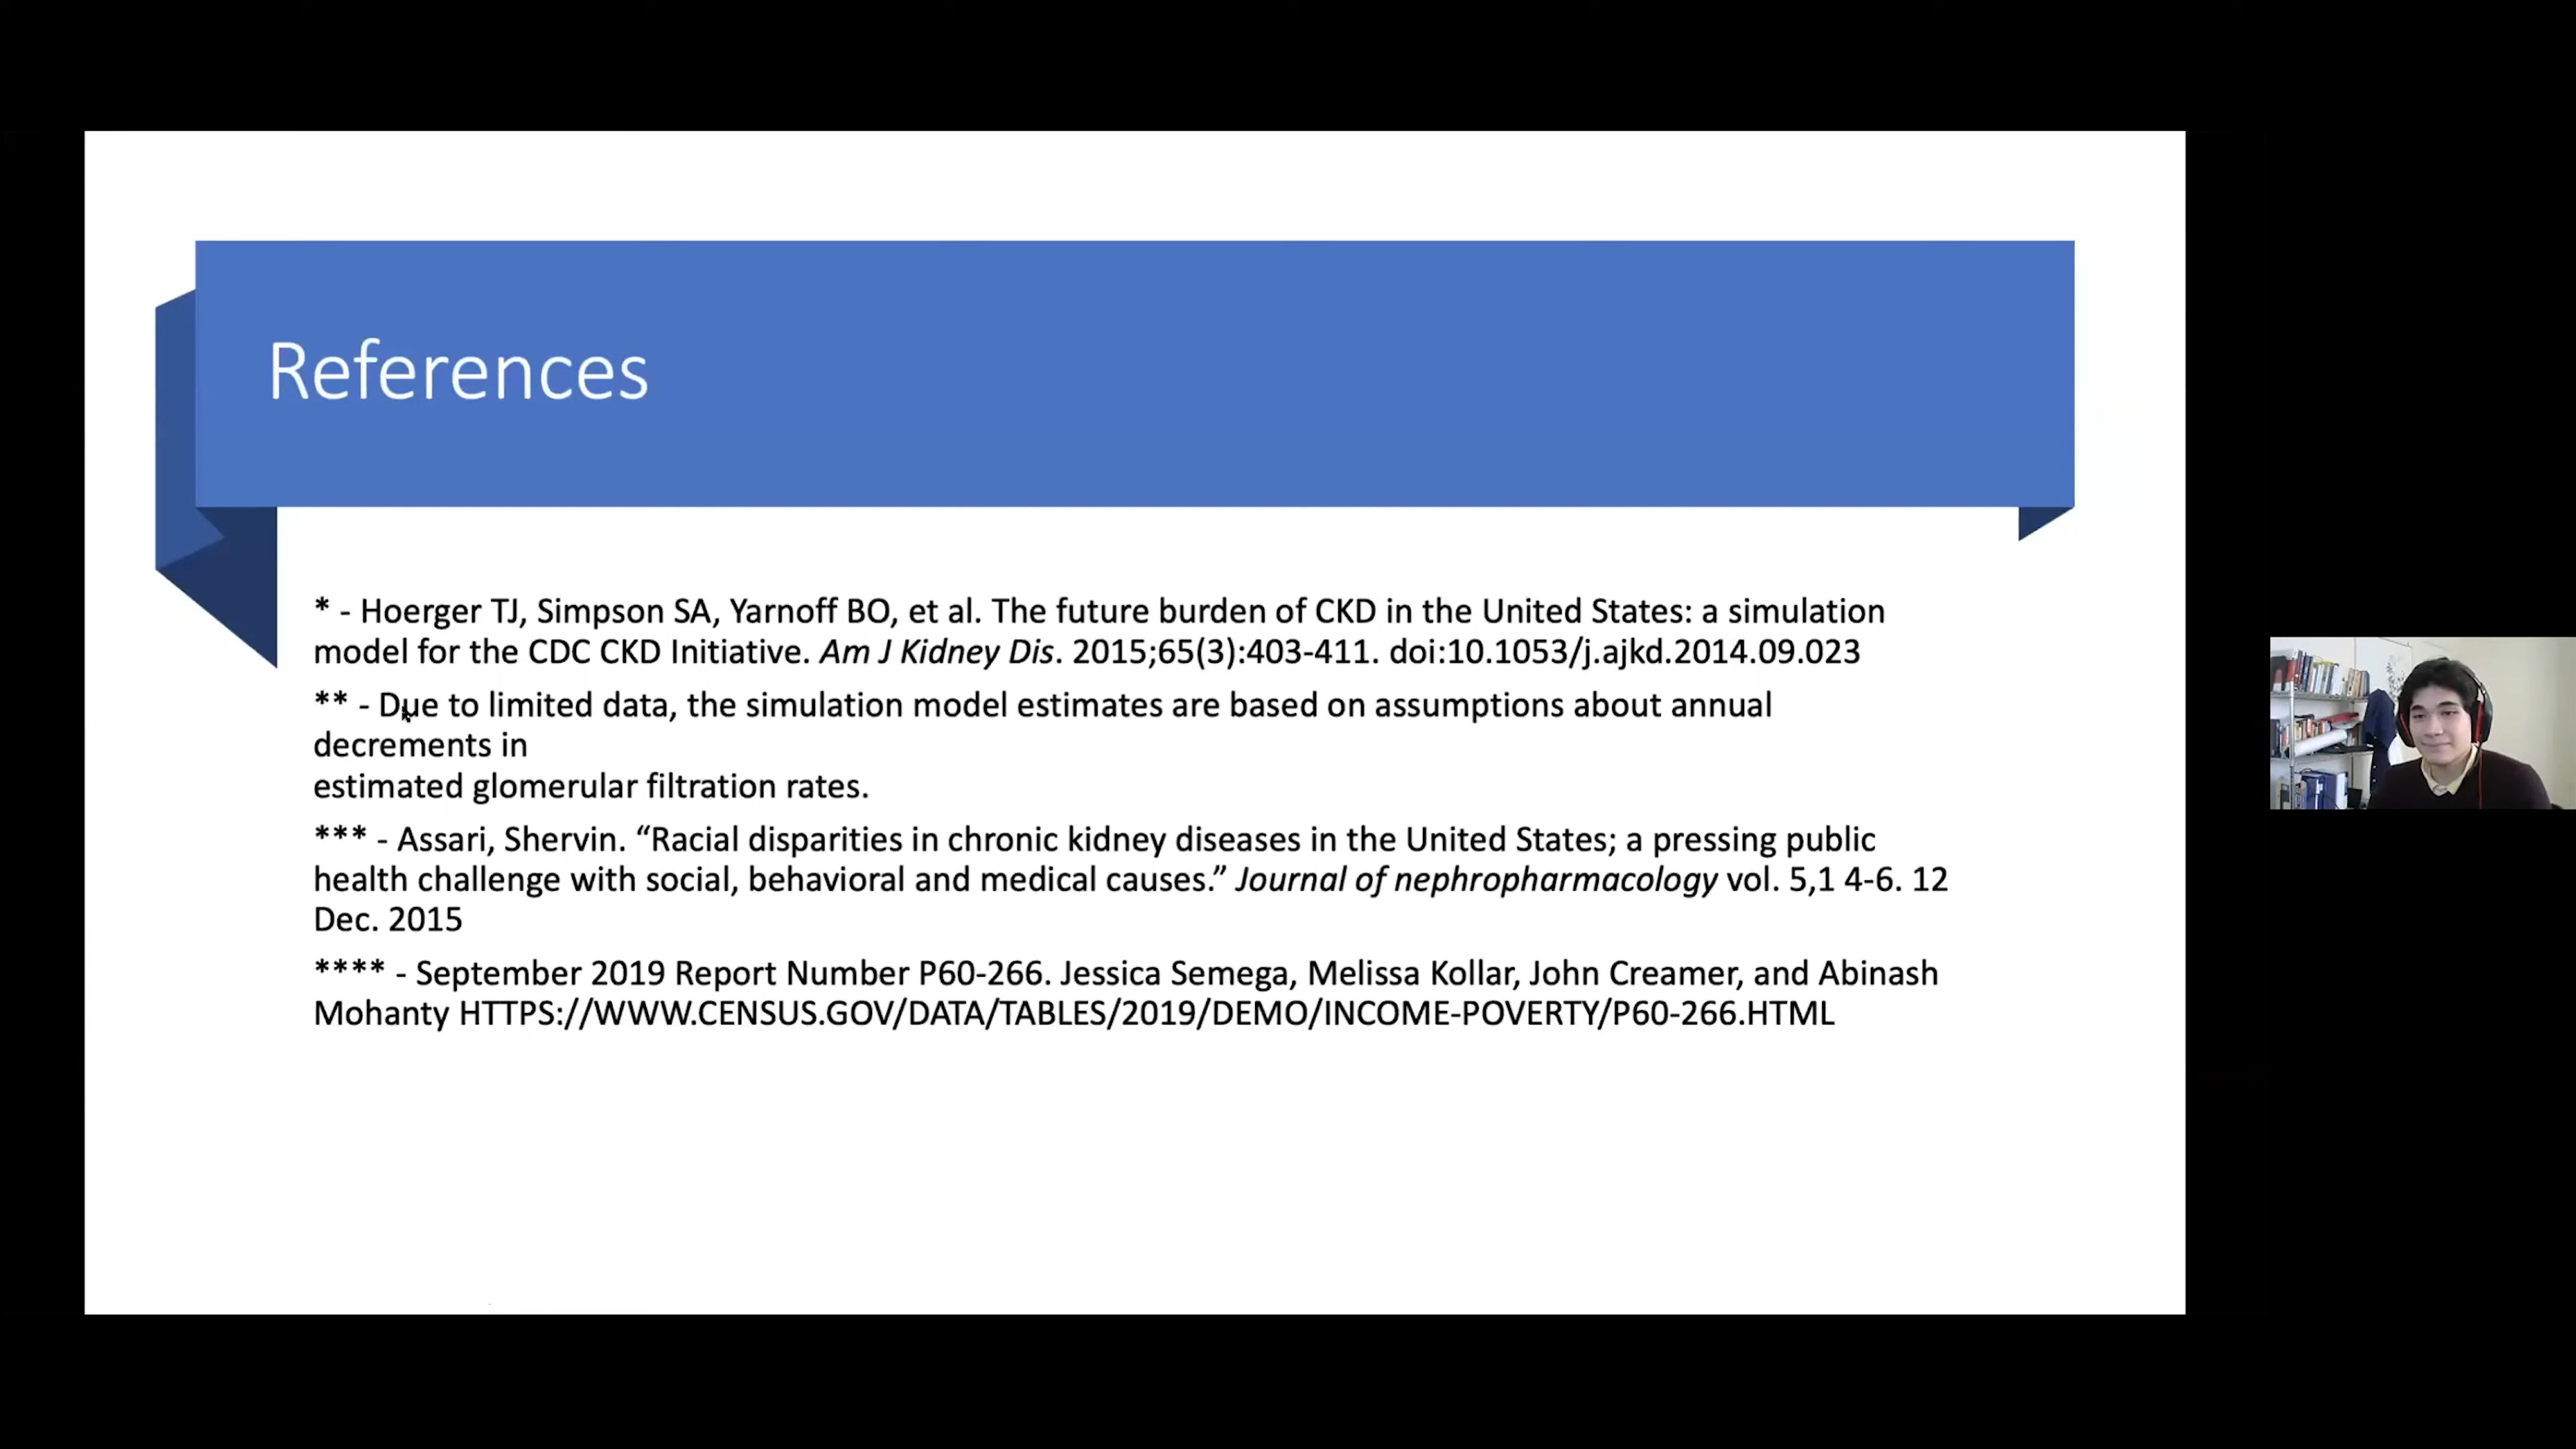 References
* - Hoerger TJ, Simpson SA, Yarnoff BO, et al. The future burden of CKD in the United States: a simulation
model for the CDC CKD Initiative. Am J Kidney Dis. 2015;65(3):403-411. doi:10.1053/j.ajkd.2014.09.023
** - Due to limited data, the simulation model estimates are based on assumptions about annual
decrements in
estimated glomerular filtration rates.
*** - Assari, Shervin. “Racial disparities in chronic kidney diseases in the United States; a pressing public
health challenge with social, behavioral and medical causes.” Journal of nephropharmacology vol. 5,1 4-6. 12
Dec. 2015
**** - September 2019 Report Number P60-266. Jessica Semega, Melissa Kollar, John Creamer, and Abinash
Mohanty HTTPS://WWW.CENSUS.GOV/DATA/TABLES/2019/DEMO/INCOME-POVERTY/P60-266.HTML